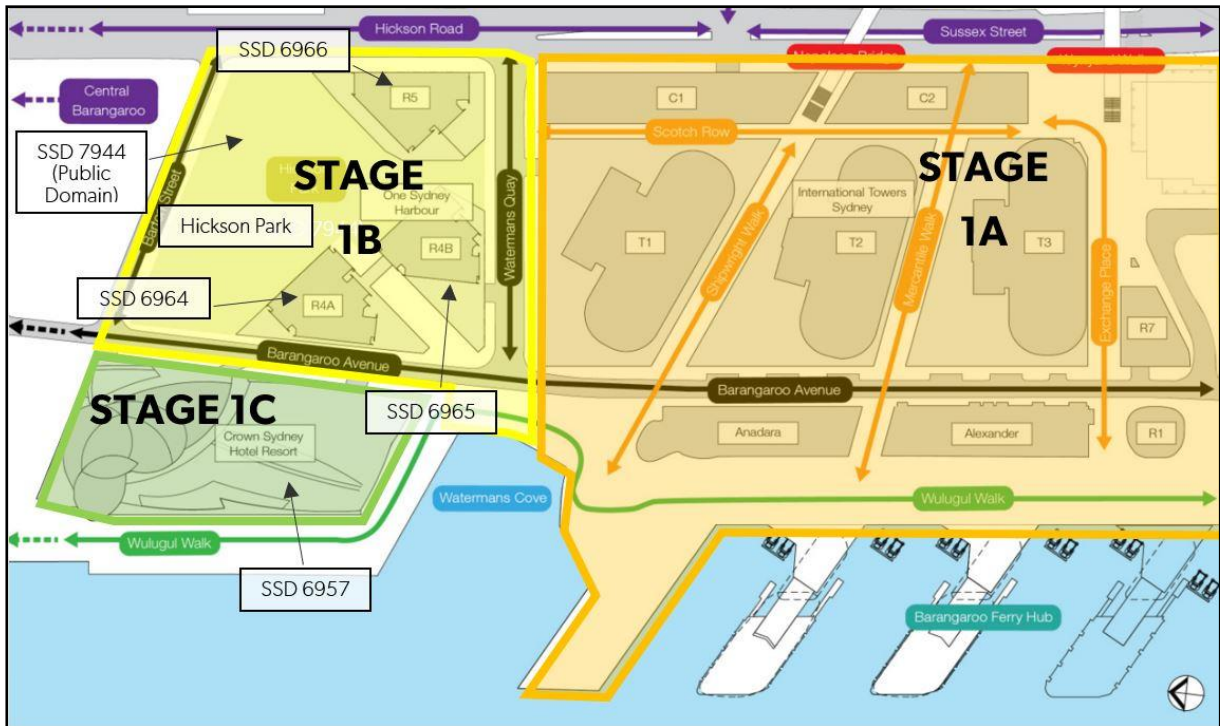 Hickson Road
Sussex Street
SSD 6966
Central
Barangaroo
R5
C1
C2
Scotch Row
SSD 7944
(Public
Domain)
STAGE
1B
Hickson Park
One Sydney
Harbour
Watermans Quay
R4B
SSD 6964
R4A
STAGE
1A
International Towers
Sydney
T1
T2
T3
Shipwright Walk
Mercantile Walk
Exchange Place
R7
Barangaroo Avenue
Barangaroo Avenue
SSD 6965
STAGE 1C
Crown Sydney
Hotel Resort
Anadara
Alexander
R1
Watermans Cove
Wulugul Walk
Wulugul Walk
SSD 6957
Barangaroo Ferry Hub